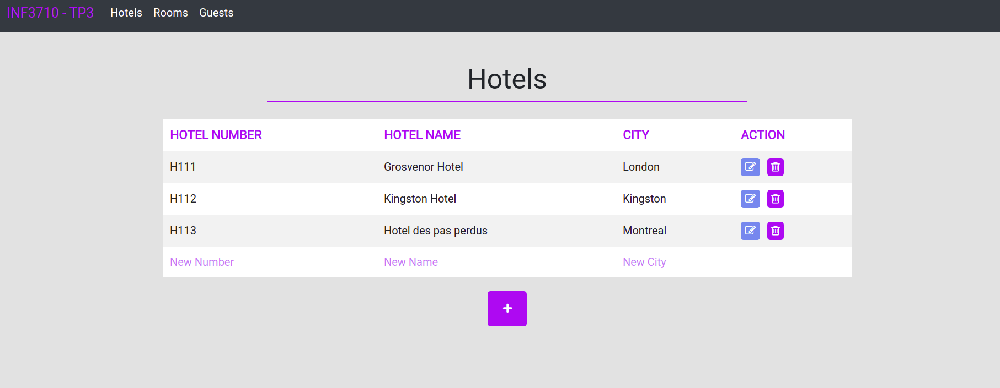 INF3710 - TP3 Hotels Rooms Guests
Hotels
HOTEL NUMBER HOTEL NAME CITY ACTION
H111 Grosvenor Hotel London
H112 Kingston Hotel Kingston
H113 Hotel des pas perdus Montreal
New Number New Name New City
+